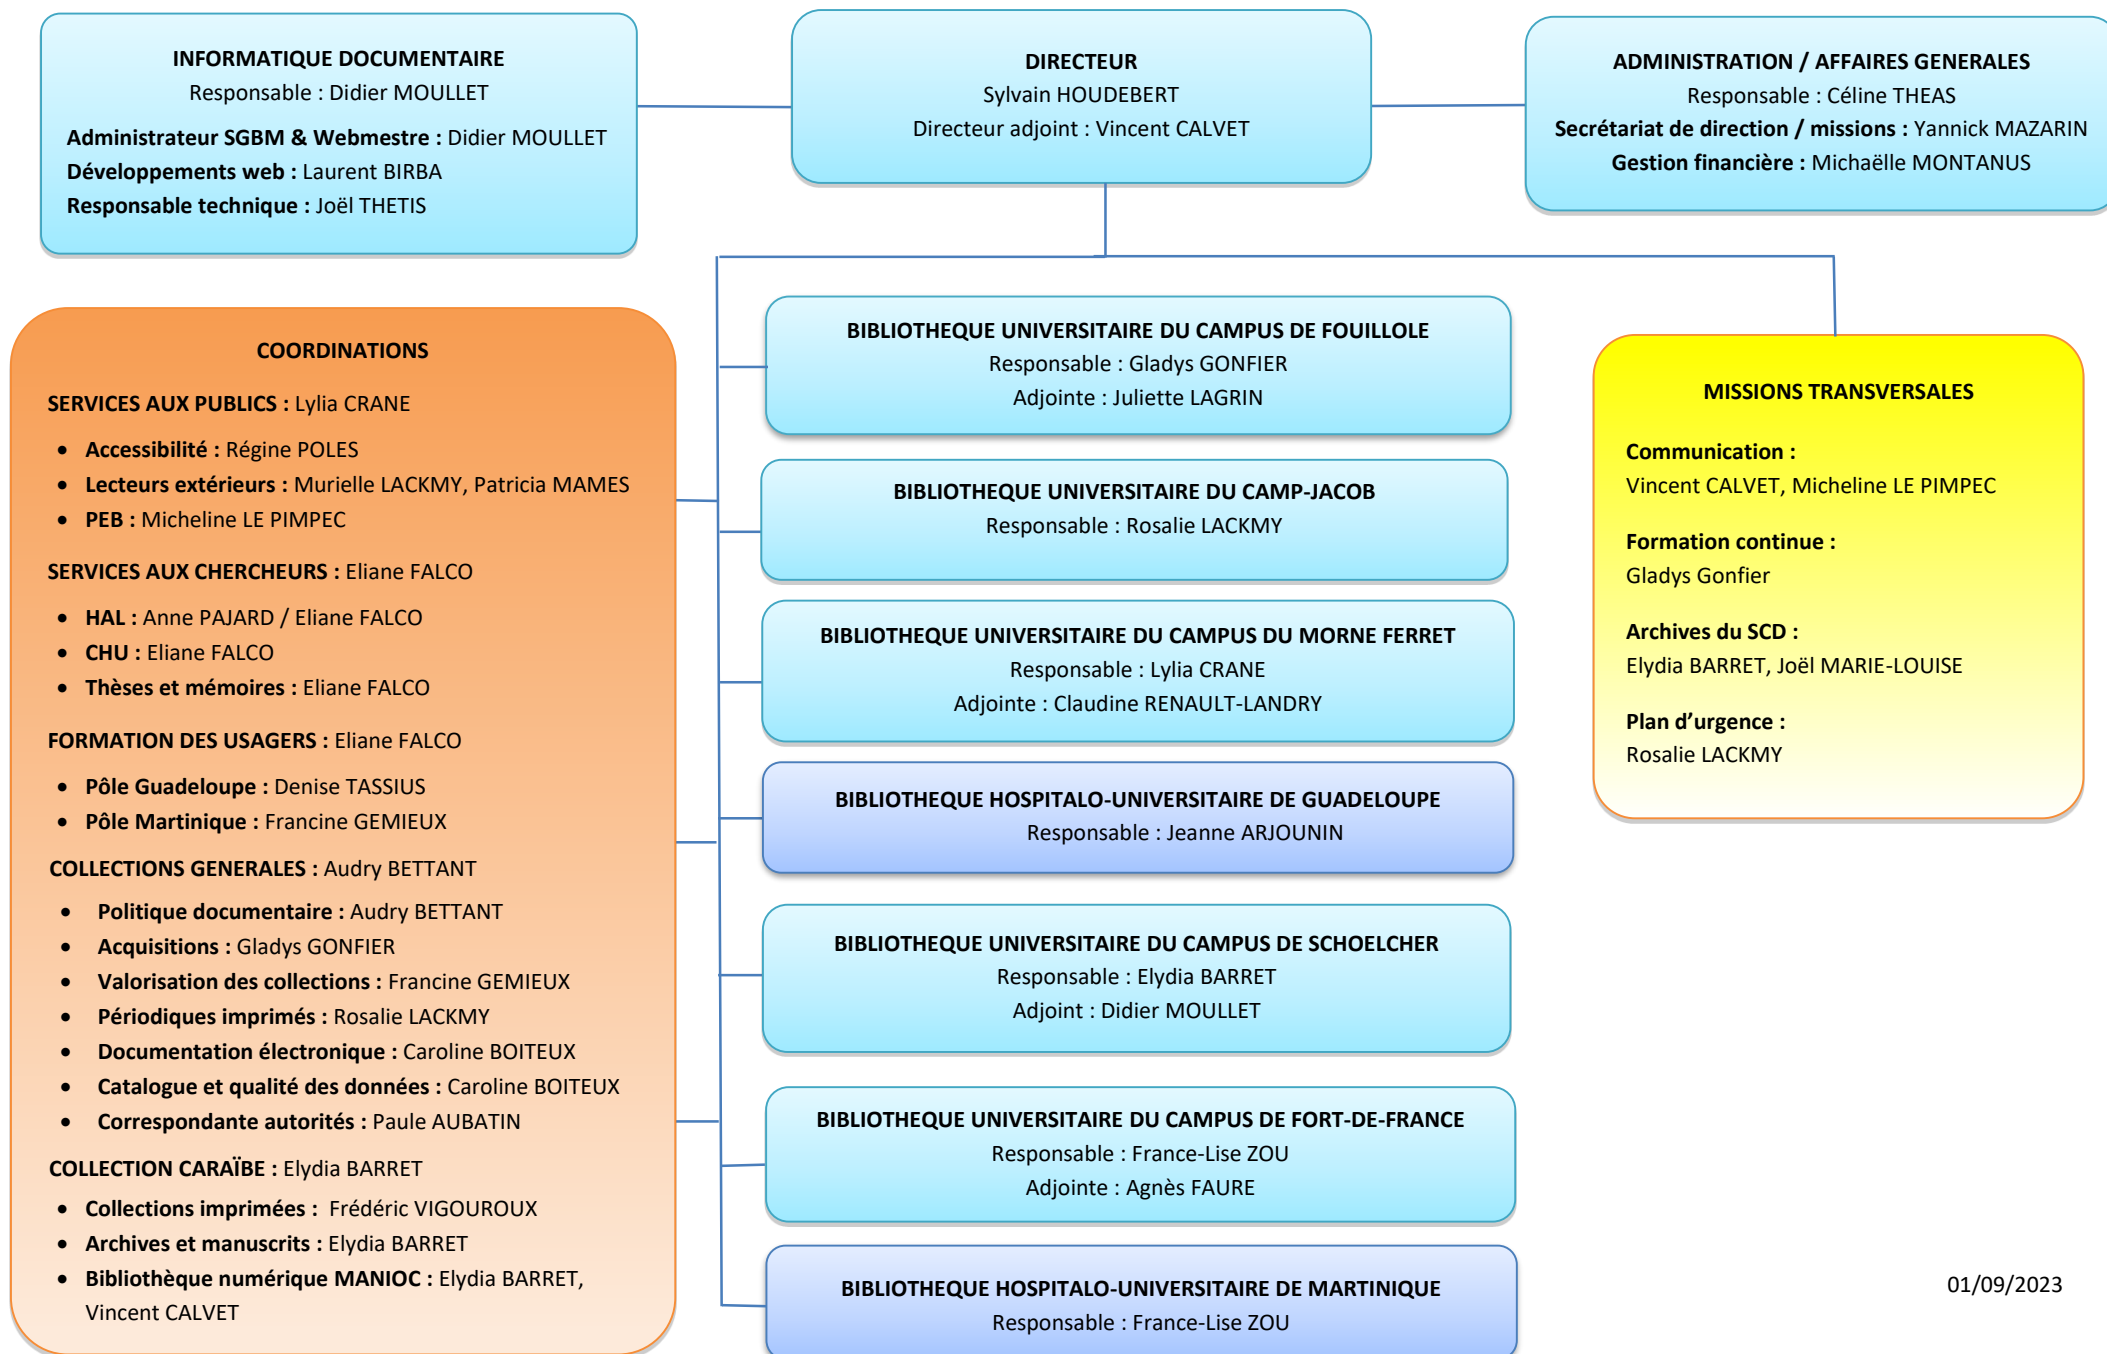 INFORMATIQUE DOCUMENTAIRE
Responsable : Didier MOULLET
Administrateur SGBM & Webmestre : Didier MOULLET
Développements web : Laurent BIRBA
Responsable technique : Joël THETIS
DIRECTEUR
Sylvain HOUDEBERT
Directeur adjoint : Vincent CALVET
ADMINISTRATION / AFFAIRES GENERALES
Responsable : Céline THEAS
Secrétariat de direction / missions : Yannick MAZARIN
Gestion financière : Michaëlle MONTANUS
COORDINATIONS
SERVICES AUX PUBLICS : Lylia CRANE
• Accessibilité : Régine POLES
• Lecteurs extérieurs : Murielle LACKMY, Patricia MAMES
• PEB : Micheline LE PIMPEC
SERVICES AUX CHERCHEURS : Eliane FALCO
• HAL : Anne PAJARD / Eliane FALCO
• CHU : Eliane FALCO
• Thèses et mémoires : Eliane FALCO
FORMATION DES USAGERS : Eliane FALCO
• Pôle Guadeloupe : Denise TASSIUS
• Pôle Martinique : Francine GEMIEUX
COLLECTIONS GENERALES : Audry BETTANT
• Politique documentaire : Audry BETTANT
• Acquisitions : Gladys GONFIER
• Valorisation des collections : Francine GEMIEUX
• Périodiques imprimés : Rosalie LACKMY
• Documentation électronique : Caroline BOITEUX
• Catalogue et qualité des données : Caroline BOITEUX
• Correspondante autorités : Paule AUBATIN
COLLECTION CARAÏBE : Elydia BARRET
• Collections imprimées : Frédéric VIGOUROUX
• Archives et manuscrits : Elydia BARRET
• Bibliothèque numérique MANIOC : Elydia BARRET,
Vincent CALVET
BIBLIOTHEQUE UNIVERSITAIRE DU CAMPUS DE FOUILLOLE
Responsable : Gladys GONFIER
Adjointe : Juliette LAGRIN
BIBLIOTHEQUE UNIVERSITAIRE DU CAMP-JACOB
Responsable : Rosalie LACKMY
BIBLIOTHEQUE UNIVERSITAIRE DU CAMPUS DU MORNE FERRET
Responsable : Lylia CRANE
Adjointe : Claudine RENAULT-LANDRY
BIBLIOTHEQUE HOSPITALO-UNIVERSITAIRE DE GUADELOUPE
Responsable : Jeanne ARJOUNIN
BIBLIOTHEQUE UNIVERSITAIRE DU CAMPUS DE SCHOELCHER
Responsable : Elydia BARRET
Adjoint : Didier MOULLET
BIBLIOTHEQUE UNIVERSITAIRE DU CAMPUS DE FORT-DE-FRANCE
Responsable : France-Lise ZOU
Adjointe : Agnès FAURE
BIBLIOTHEQUE HOSPITALO-UNIVERSITAIRE DE MARTINIQUE
Responsable : France-Lise ZOU
MISSIONS TRANSVERSALES
Communication :
Vincent CALVET, Micheline LE PIMPEC
Formation continue :
Gladys Gonfier
Archives du SCD :
Elydia BARRET, Joël MARIE-LOUISE
Plan d’urgence :
Rosalie LACKMY
01/09/2023